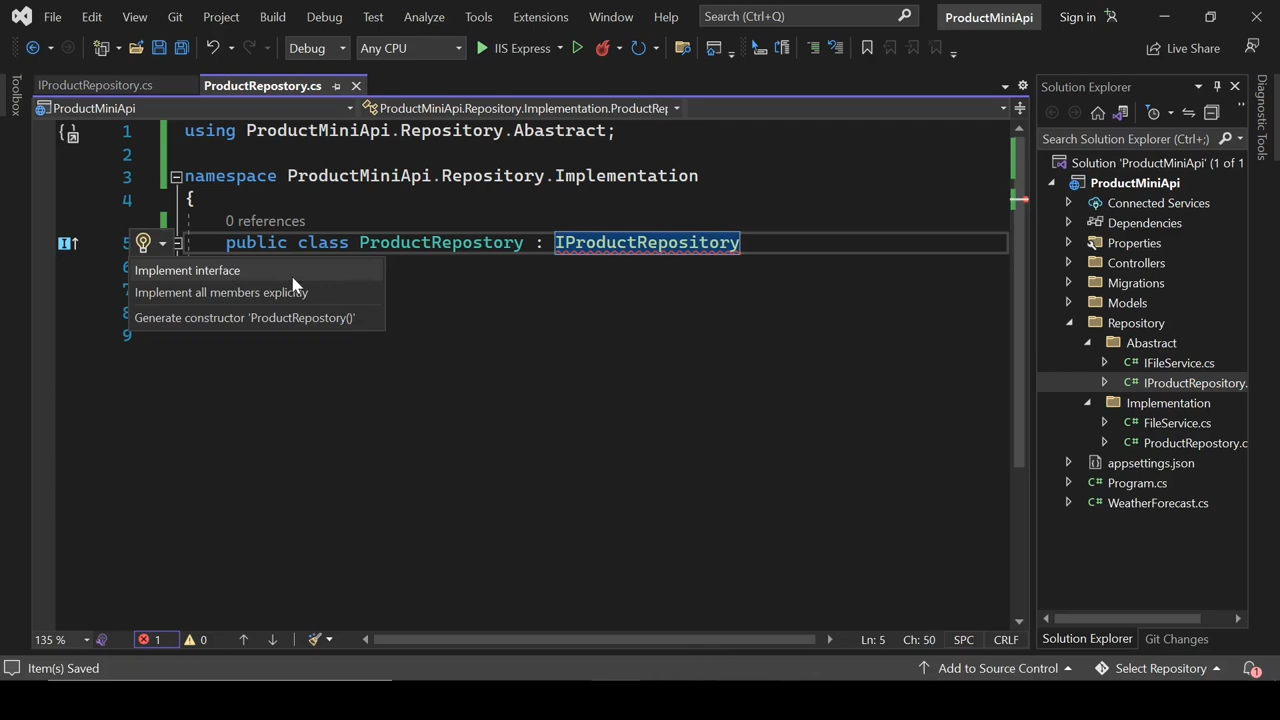 File Edit View Git Project Build Debug Test Analyze Tools Extensions Window Help Search (Ctrl+Q) ProductMiniApi Sign in
Debug Any CPU IIS Express Live Share
Toolbox
IProductRepository.cs ProductRepostory.cs
ProductMiniApi ProductMiniApi.Repository.Implementation.ProductRep
1 using ProductMiniApi.Repository.Abastract;
2
3 namespace ProductMiniApi.Repository.Implementation
4 {
0 references
5 public class ProductRepostory : IProductRepository
Implement interface
Implement all members explicitly
Generate constructor 'ProductRepostory()'
9
135 % 1 0 Ln: 5 Ch: 50 SPC CRLF
Solution Explorer
Search Solution Explorer (Ctrl+;)
Solution 'ProductMiniApi' (1 of 1
ProductMiniApi
Connected Services
Dependencies
Properties
Controllers
Migrations
Models
Repository
Abastract
IFileService.cs
IProductRepository.
Implementation
FileService.cs
ProductRepostory.c
appsettings.json
Program.cs
WeatherForecast.cs
Solution Explorer Git Changes
Diagnostic Tools
Item(s) Saved Add to Source Control Select Repository 1